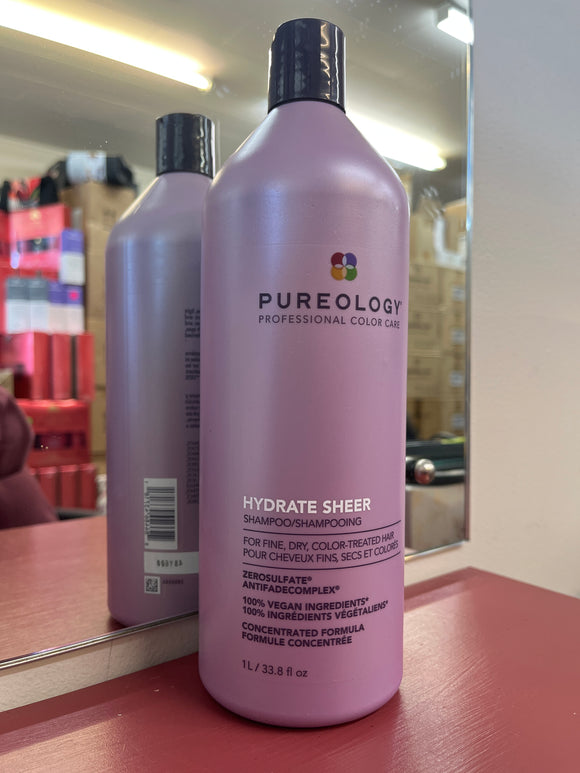 PUREOLOGY
PROFESSIONAL COLOR CARE
HYDRATE SHEER
SHAMPOO/SHAMPOOING
FOR FINE, DRY, COLOR-TREATED HAIR
POUR CHEVEUX FINS, SECS ET COLORÉS
ZEROSULFATE®
ANTIFADECOMPLEX®
100% VEGAN INGREDIENTS*
100% INGRÉDIENTS VÉGÉTALIENS*
CONCENTRATED FORMULA
FORMULE CONCENTRÉE
1L / 33.8 fl oz